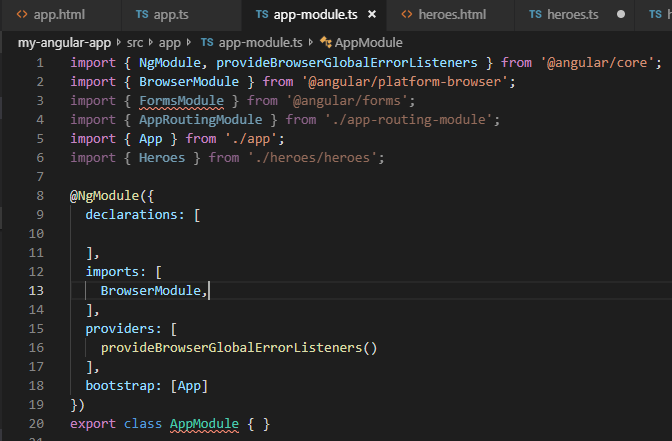 app.html TS app.ts TS app-module.ts × heroes.html TS heroes.ts
my-angular-app > src > app > TS app-module.ts > AppModule
1 import { NgModule, provideBrowserGlobalErrorListeners } from '@angular/core';
2 import { BrowserModule } from '@angular/platform-browser';
3 import { FormsModule } from '@angular/forms';
4 import { AppRoutingModule } from './app-routing-module';
5 import { App } from './app';
6 import { Heroes } from './heroes/heroes';
7
8 @NgModule({
9   declarations: [
10
11   ],
12   imports: [
13     BrowserModule,
14   ],
15   providers: [
16     provideBrowserGlobalErrorListeners()
17   ],
18   bootstrap: [App]
19 })
20 export class AppModule { }
21